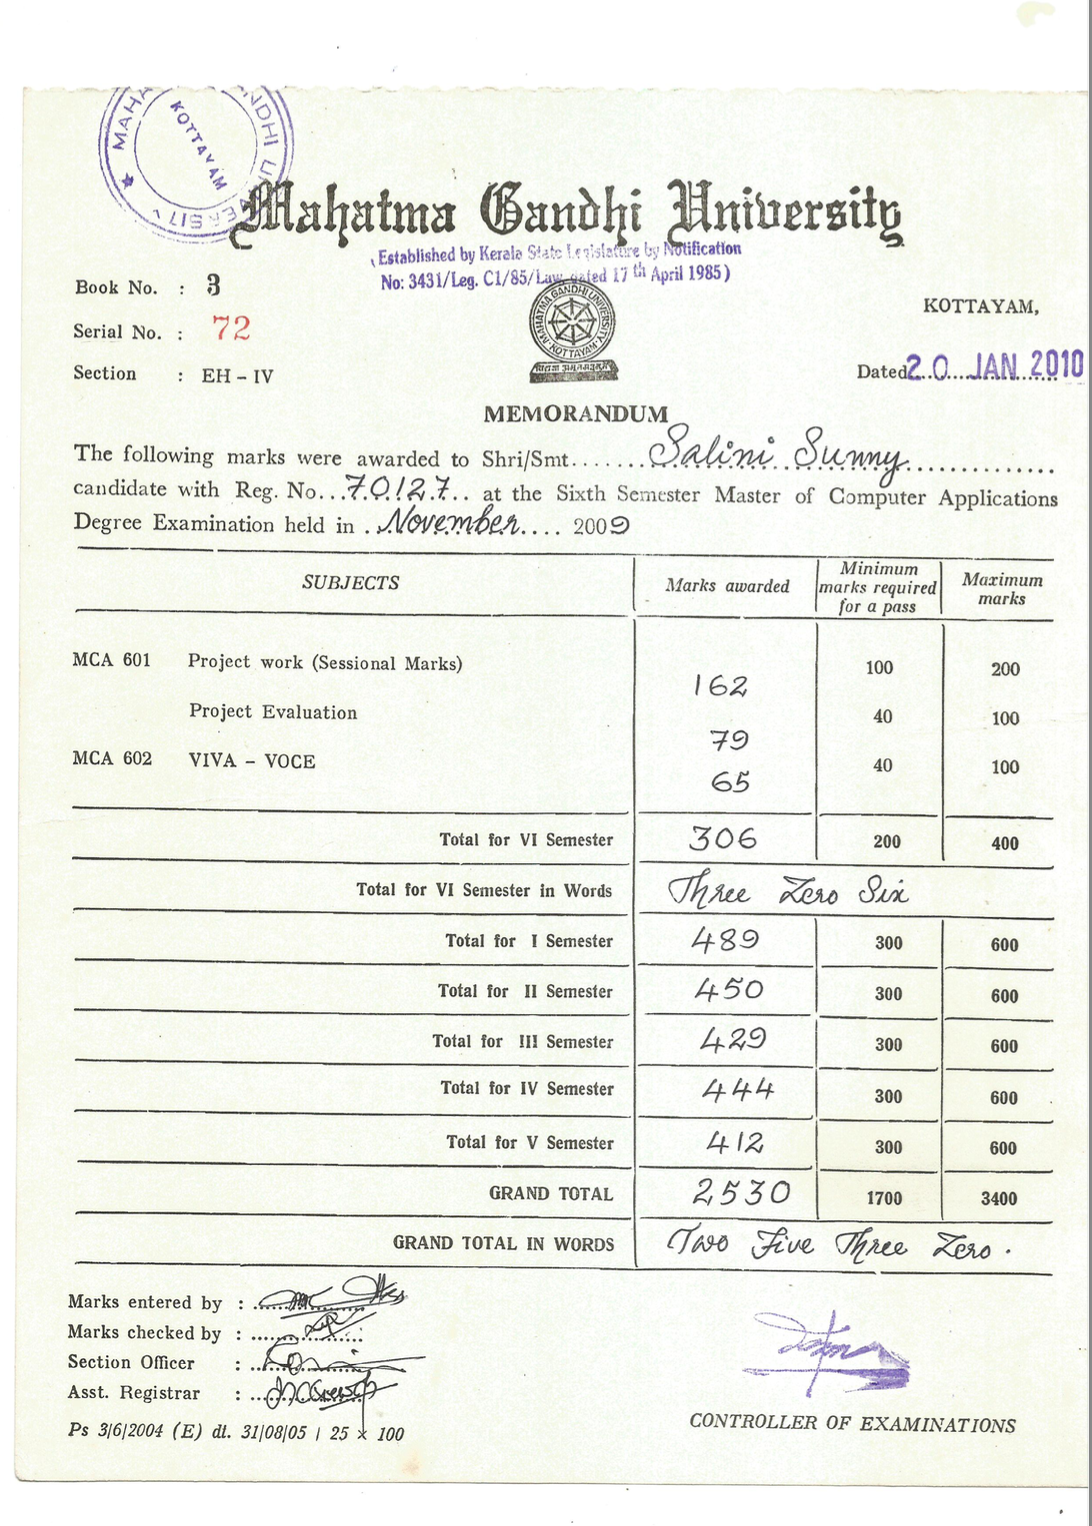 MAHATMA GANDHI UNIVERSITY
KOTTAYAM
Mahatma Gandhi University
(Established by Kerala State Legislature by Notification
No: 3431/Leg. C1/85/Law dated 17th April 1985)
Book No. : 3
MAHATMA GANDHI UNIVERSITY
KOTTAYAM
KOTTAYAM,
Serial No. : 72
Section : EH – IV
Dated 20 JAN 2010
MEMORANDUM
The following marks were awarded to Shri/Smt....... Salini Sunny..............
candidate with Reg. No...70127.. at the Sixth Semester Master of Computer Applications
Degree Examination held in ..November.... 2009
SUBJECTS Marks awarded Minimum marks required for a pass Maximum marks
MCA 601 Project work (Sessional Marks) 162 100 200
Project Evaluation 79 40 100
MCA 602 VIVA – VOCE 65 40 100
Total for VI Semester 306 200 400
Total for VI Semester in Words Three Zero Six
Total for I Semester 489 300 600
Total for II Semester 450 300 600
Total for III Semester 429 300 600
Total for IV Semester 444 300 600
Total for V Semester 412 300 600
GRAND TOTAL 2530 1700 3400
GRAND TOTAL IN WORDS Two Five Three Zero.
Marks entered by :
Marks checked by :
Section Officer :
Asst. Registrar :
Ps 3/6/2004 (E) dt. 31/08/05 / 25 × 100
CONTROLLER OF EXAMINATIONS